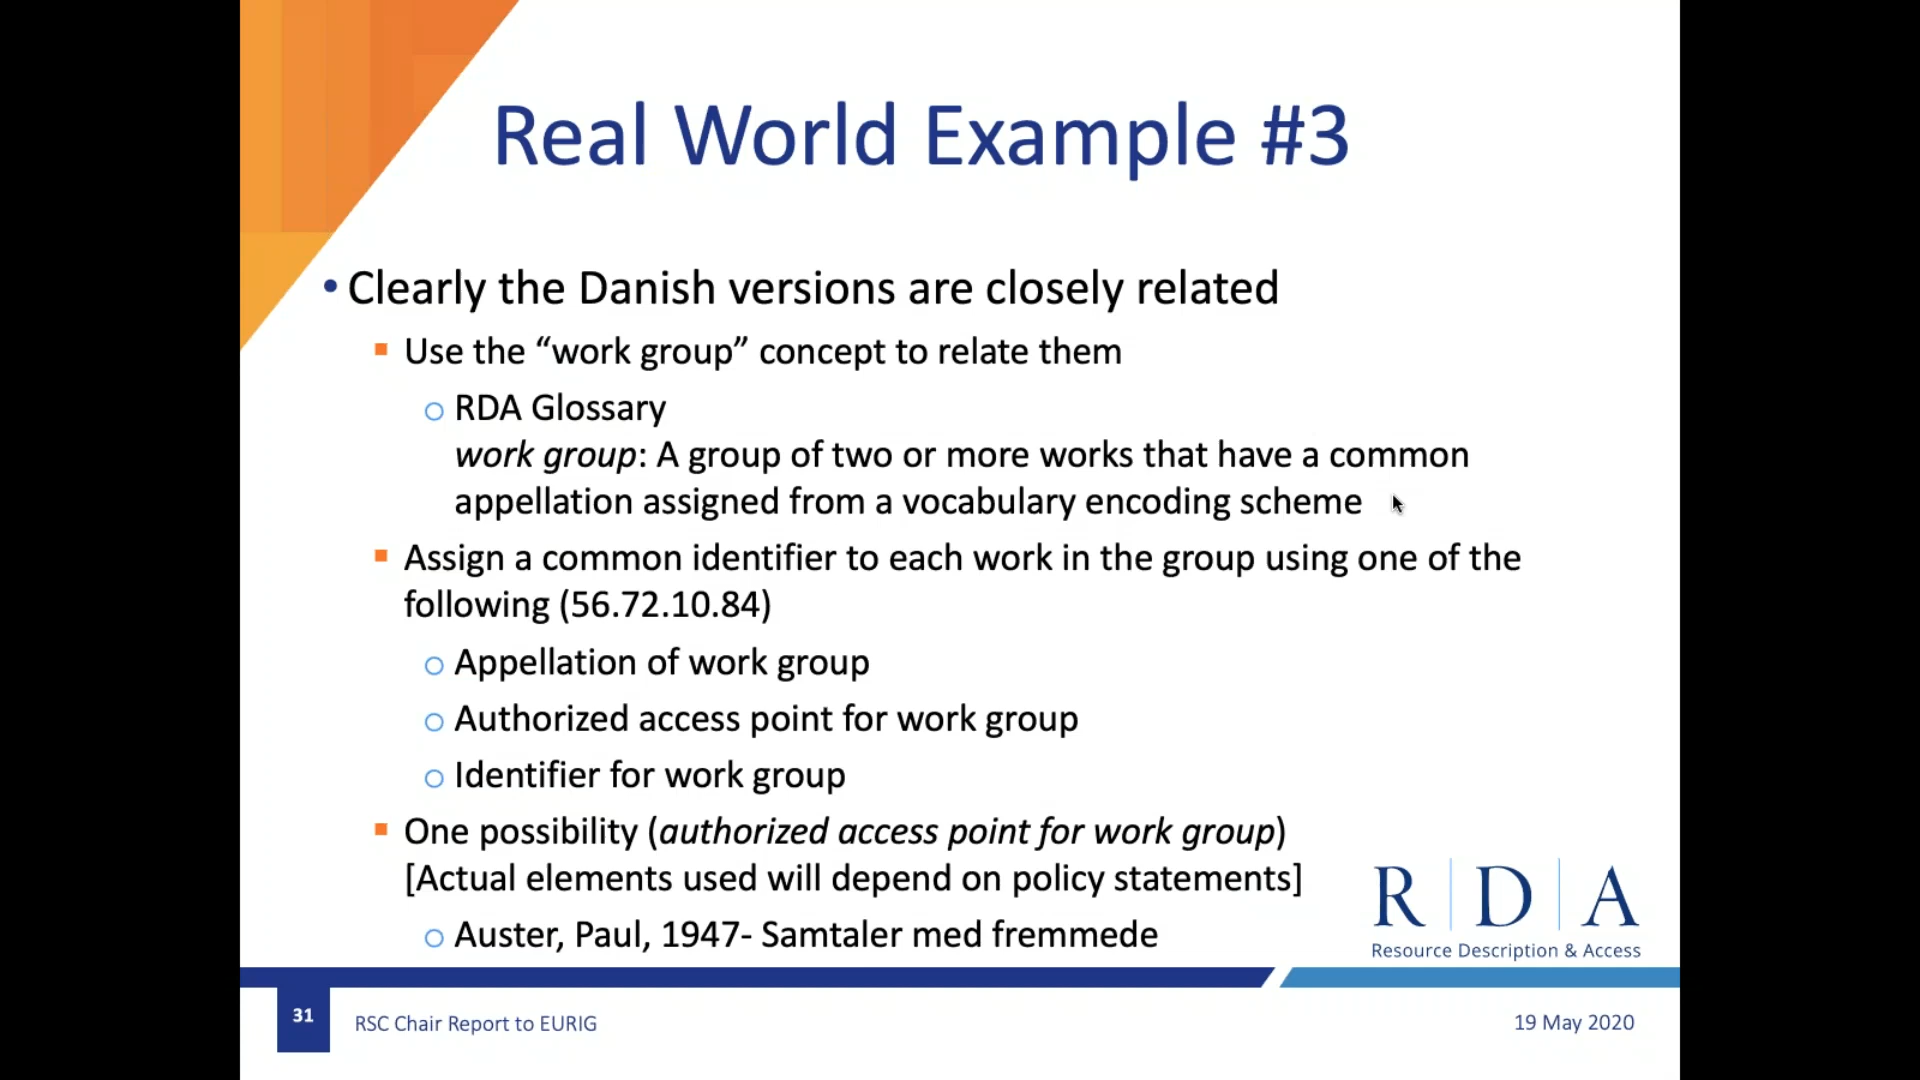 Real World Example #3
• Clearly the Danish versions are closely related
▪ Use the “work group” concept to relate them
○ RDA Glossary
work group: A group of two or more works that have a common
appellation assigned from a vocabulary encoding scheme
▪ Assign a common identifier to each work in the group using one of the
following (56.72.10.84)
○ Appellation of work group
○ Authorized access point for work group
○ Identifier for work group
▪ One possibility (authorized access point for work group)
[Actual elements used will depend on policy statements]
○ Auster, Paul, 1947- Samtaler med fremmede
R D A
Resource Description & Access
31
RSC Chair Report to EURIG
19 May 2020